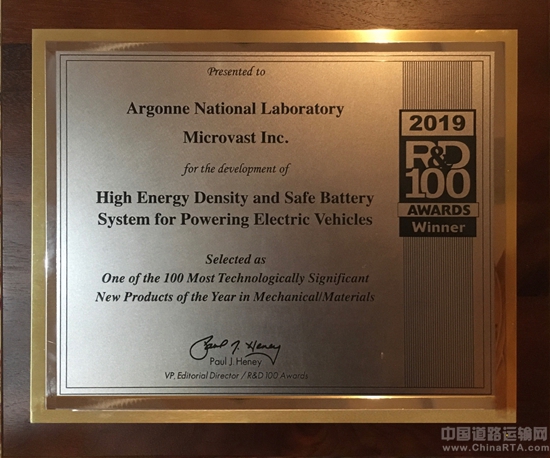 Presented to
Argonne National Laboratory
Microvast Inc.
for the development of
High Energy Density and Safe Battery
System for Powering Electric Vehicles
Selected as
One of the 100 Most Technologically Significant
New Products of the Year in Mechanical/Materials
Paul J. Heney
Paul J. Heney
VP, Editorial Director / R&D 100 Awards
2019
R&D
100
AWARDS
Winner
中国道路运输网
www.ChinaRTA.com